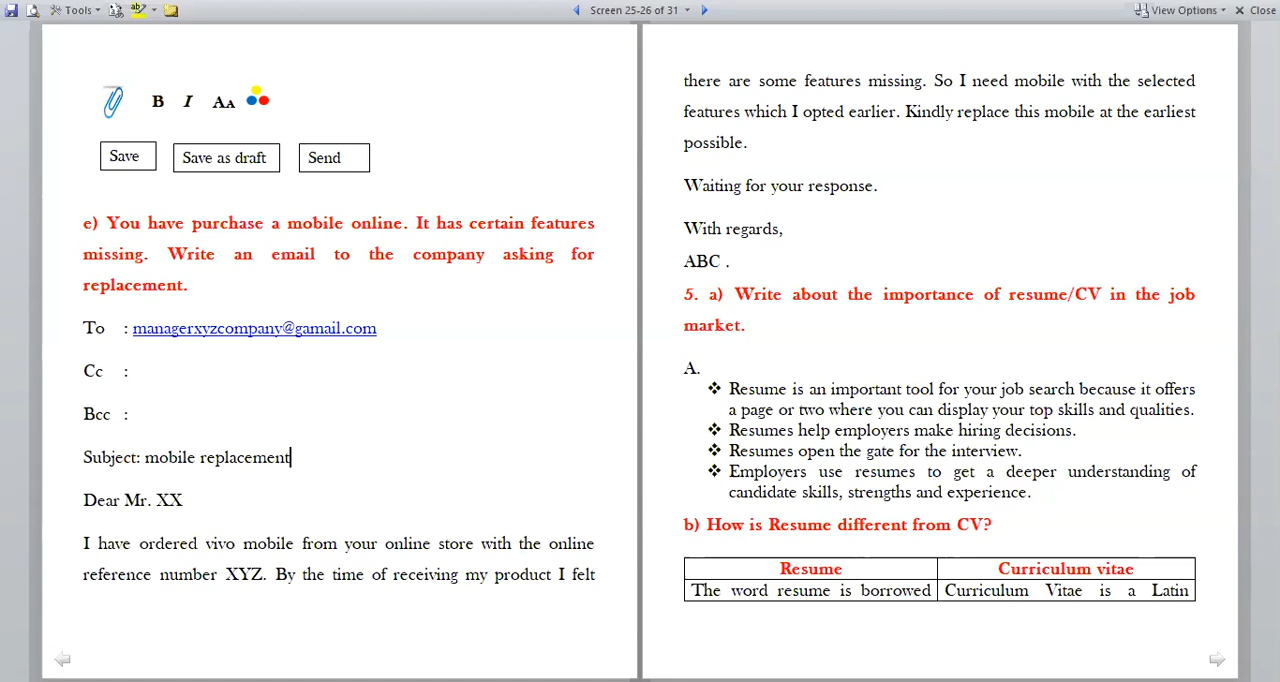 Tools
Screen 25-26 of 31
View Options
Close
B I AA
Save Save as draft Send
e) You have purchase a mobile online. It has certain features
missing. Write an email to the company asking for
replacement.
To : managerxyzcompany@gamail.com
Cc :
Bcc :
Subject: mobile replacement
Dear Mr. XX
I have ordered vivo mobile from your online store with the online
reference number XYZ. By the time of receiving my product I felt
there are some features missing. So I need mobile with the selected
features which I opted earlier. Kindly replace this mobile at the earliest
possible.
Waiting for your response.
With regards,
ABC .
5. a) Write about the importance of resume/CV in the job
market.
A.
❖ Resume is an important tool for your job search because it offers
a page or two where you can display your top skills and qualities.
❖ Resumes help employers make hiring decisions.
❖ Resumes open the gate for the interview.
❖ Employers use resumes to get a deeper understanding of
candidate skills, strengths and experience.
b) How is Resume different from CV?
Resume Curriculum vitae
The word resume is borrowed Curriculum Vitae is a Latin